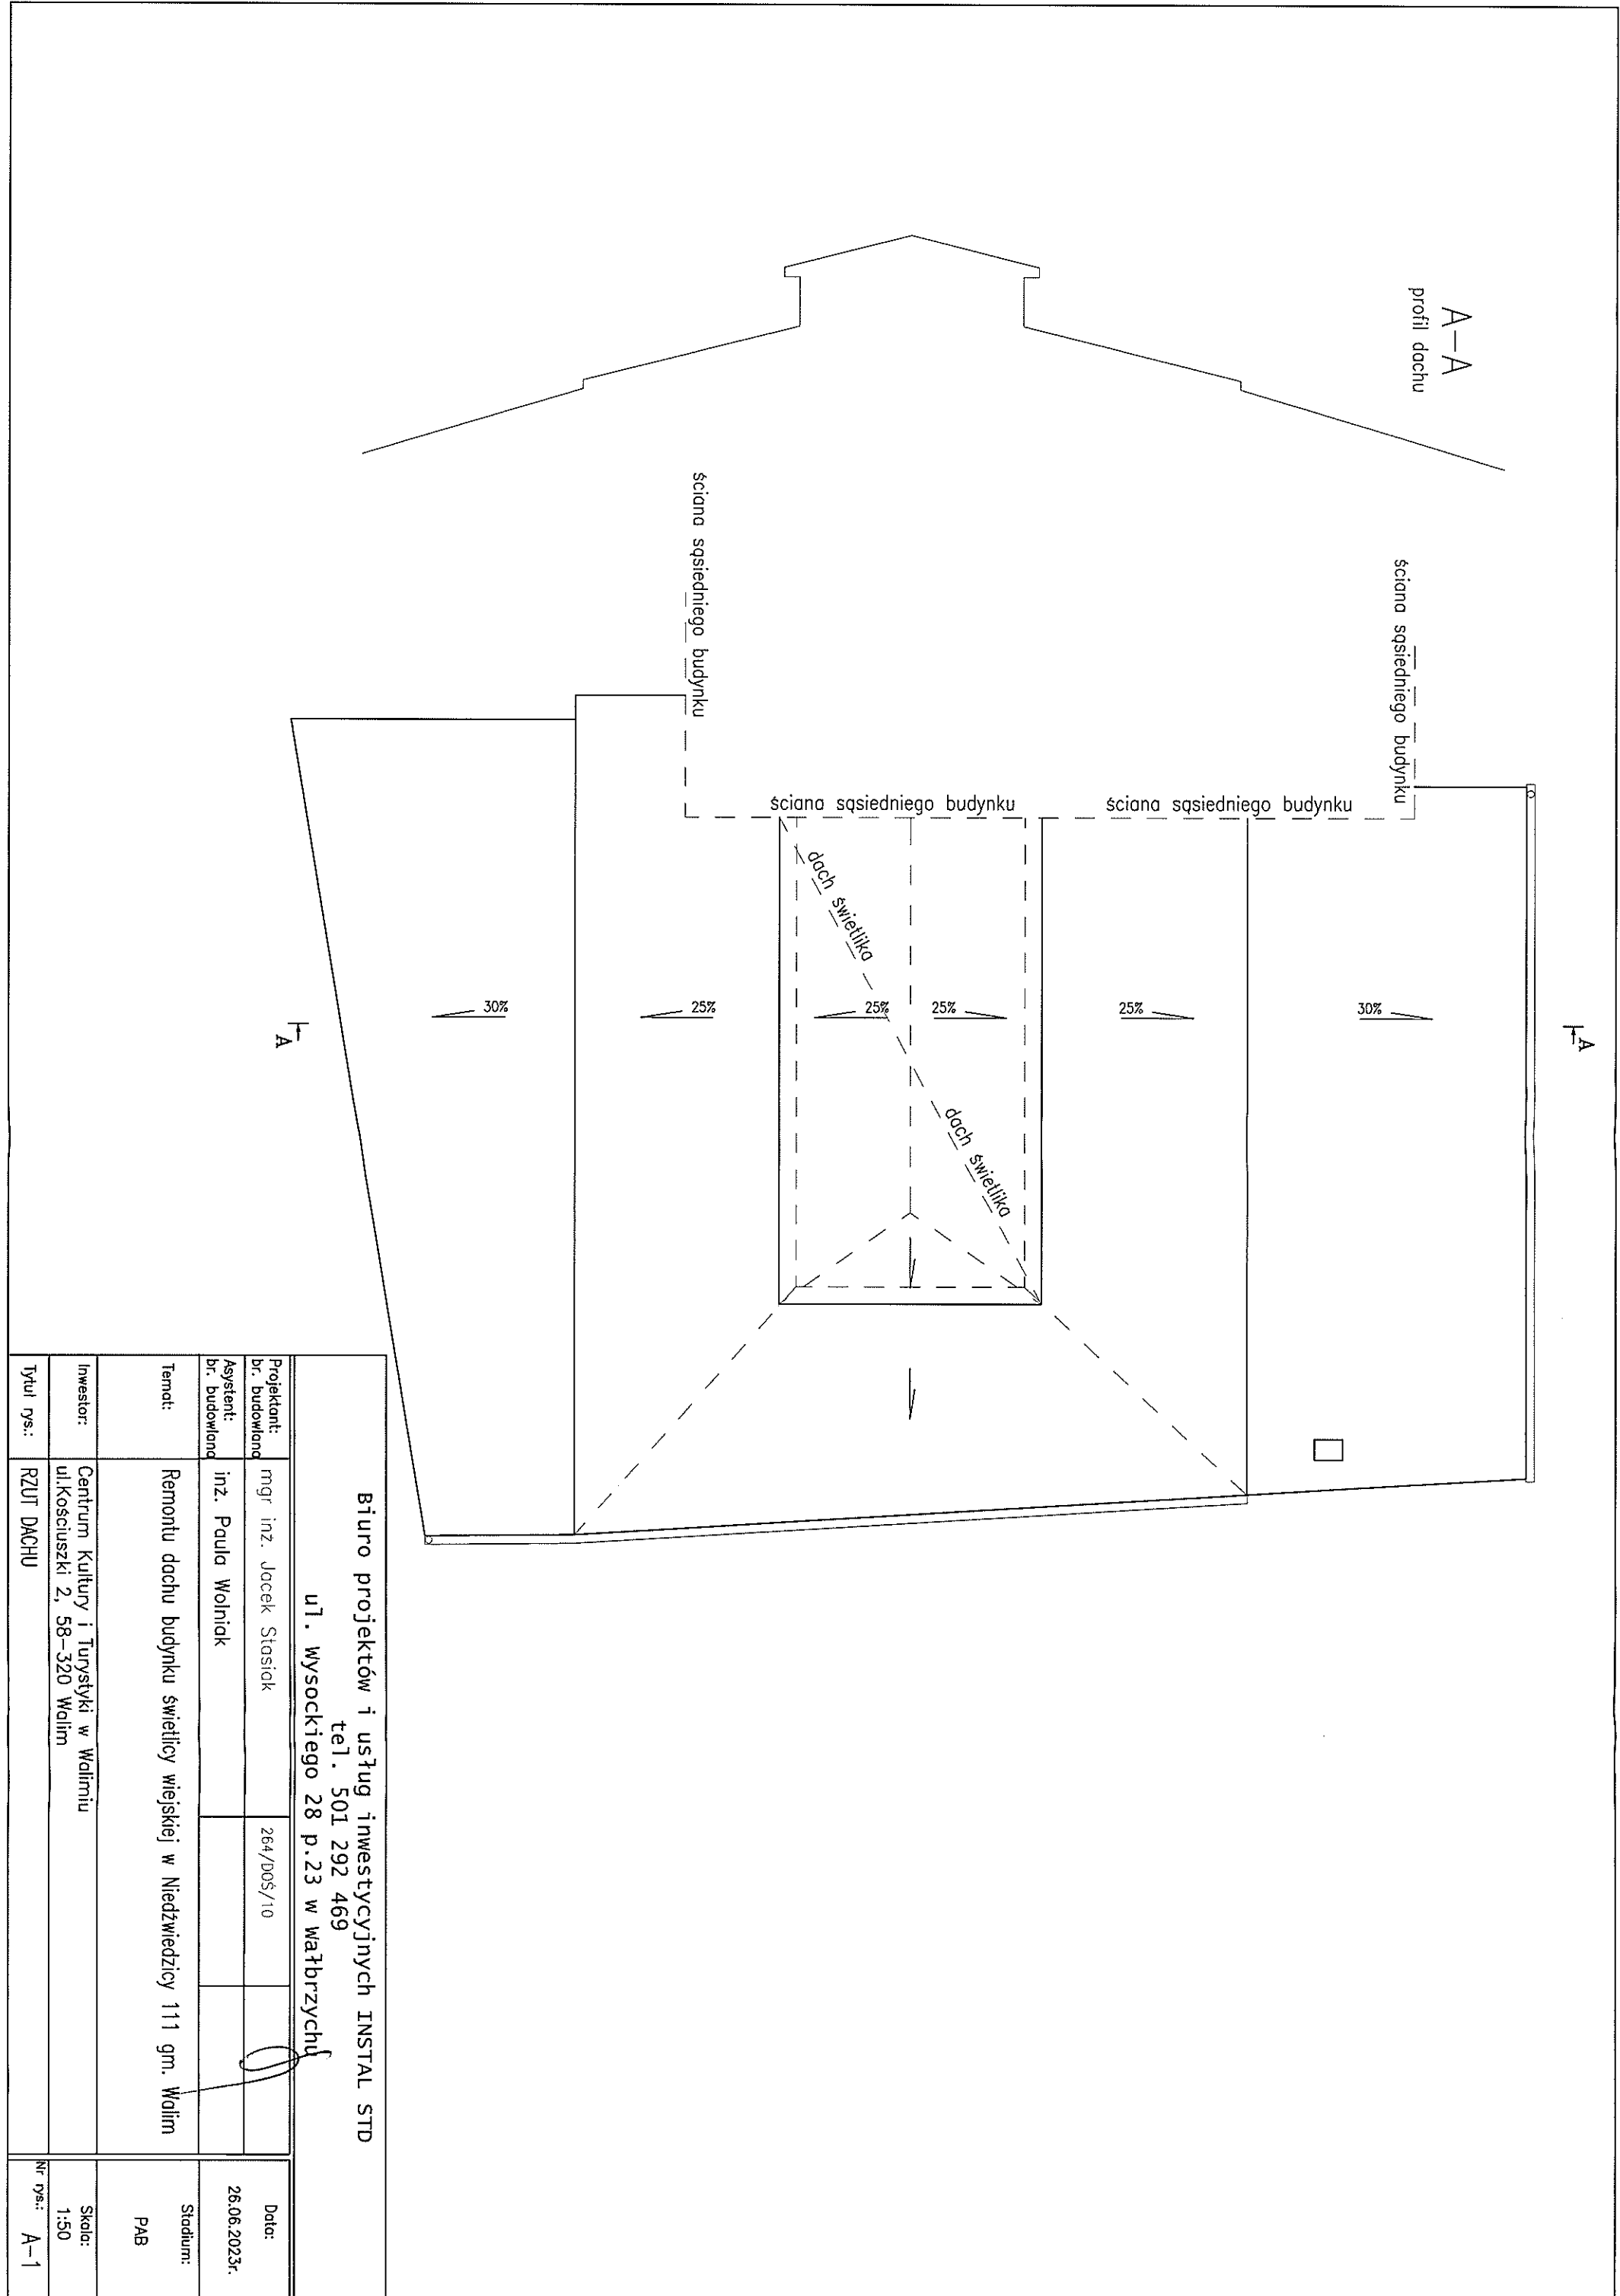 A-A
profil dachu
ściana sąsiedniego budynku
ściana sąsiedniego budynku
ściana sąsiedniego budynku
ściana sąsiedniego budynku
dach świetlika
dach świetlika
30%
25%
25%
25%
25%
30%
A
A
Biuro projektów i usług inwestycyjnych INSTAL STD
tel. 501 292 469
ul. Wysockiego 28 p.23 w Wałbrzychu
Projektant:
br. budowlana
mgr inż. Jacek Stasiak
264/DOŚ/10
Data:
26.06.2023r.
Asystent:
br. budowlana
inż. Paula Wolniak
Temat:
Remontu dachu budynku świetlicy wiejskiej w Niedźwiedzicy 111 gm. Walim
Stadium:
PAB
Inwestor:
Centrum Kultury i Turystyki w Walimiu
ul.Kościuszki 2, 58-320 Walim
Skala:
1:50
Tytuł rys.:
RZUT DACHU
Nr rys.: A-1